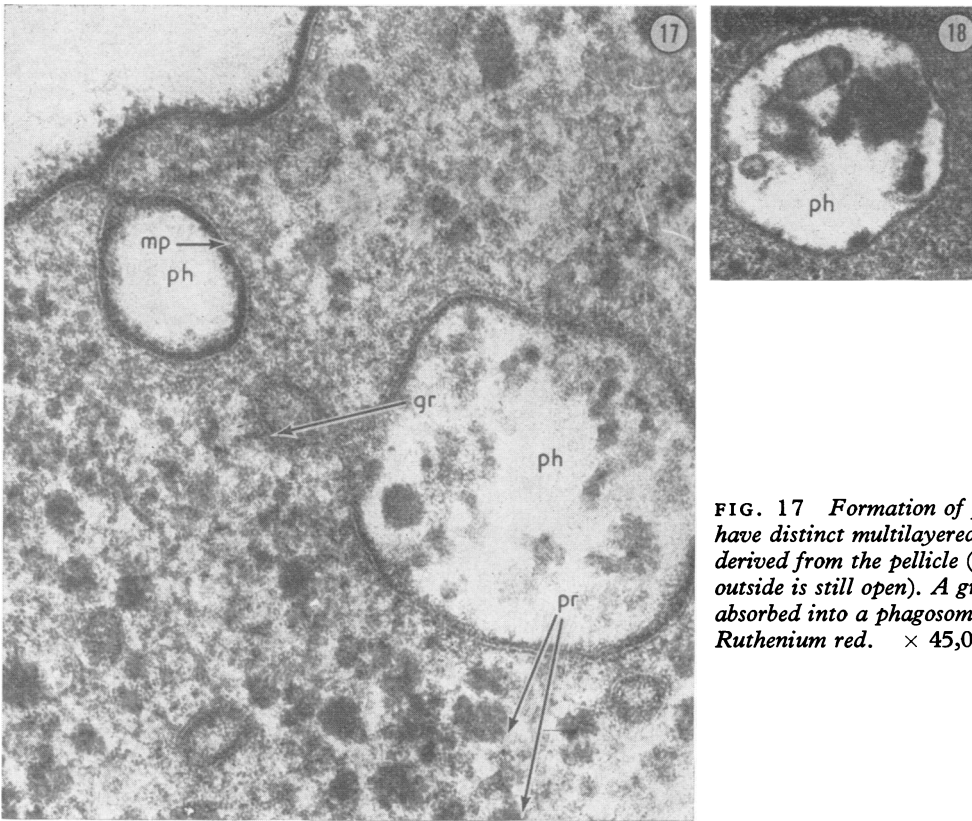 17
18
mp
ph
ph
gr
ph
pr
FIG. 17 Formation of
have distinct multilayered
derived from the pellicle (
outside is still open). A
absorbed into a phagosom
Ruthenium red. × 45,0